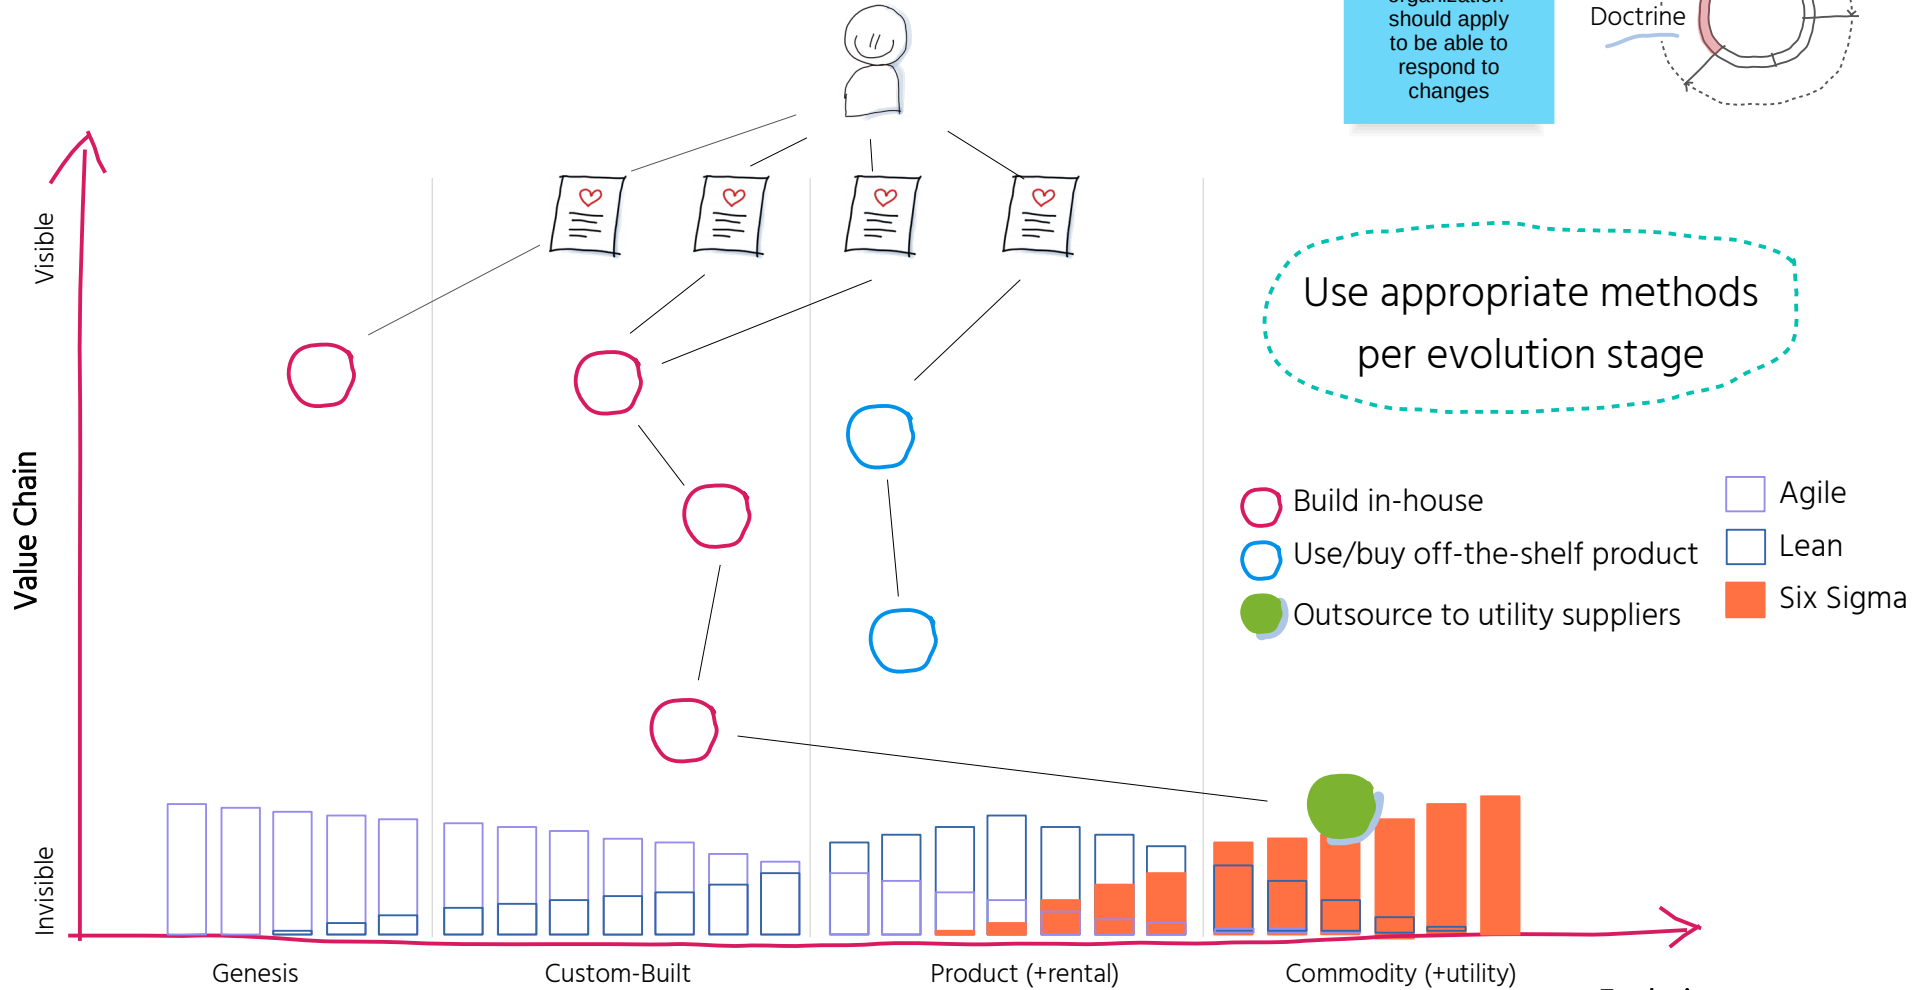 should apply
to be able to
respond to
changes
Doctrine
Visible
Value Chain
Invisible
Use appropriate methods
per evolution stage
Build in-house
Use/buy off-the-shelf product
Outsource to utility suppliers
Agile
Lean
Six Sigma
Genesis
Custom-Built
Product (+rental)
Commodity (+utility)